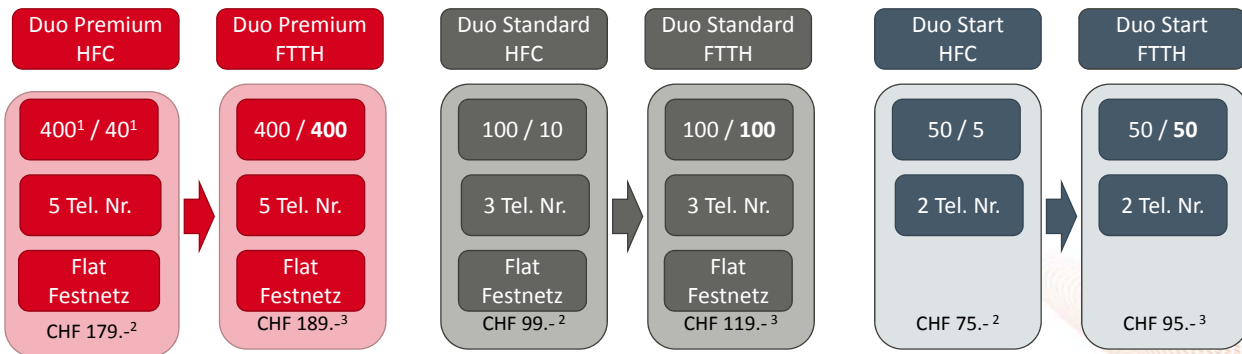 Duo Premium
HFC
400¹ / 40¹
5 Tel. Nr.
Flat
Festnetz
CHF 179.-²
Duo Premium
FTTH
400 / 400
5 Tel. Nr.
Flat
Festnetz
CHF 189.-³
Duo Standard
HFC
100 / 10
3 Tel. Nr.
Flat
Festnetz
CHF 99.- ²
Duo Standard
FTTH
100 / 100
3 Tel. Nr.
Flat
Festnetz
CHF 119.- ³
Duo Start
HFC
50 / 5
2 Tel. Nr.
CHF 75.- ²
Duo Start
FTTH
50 / 50
2 Tel. Nr.
CHF 95.- ³